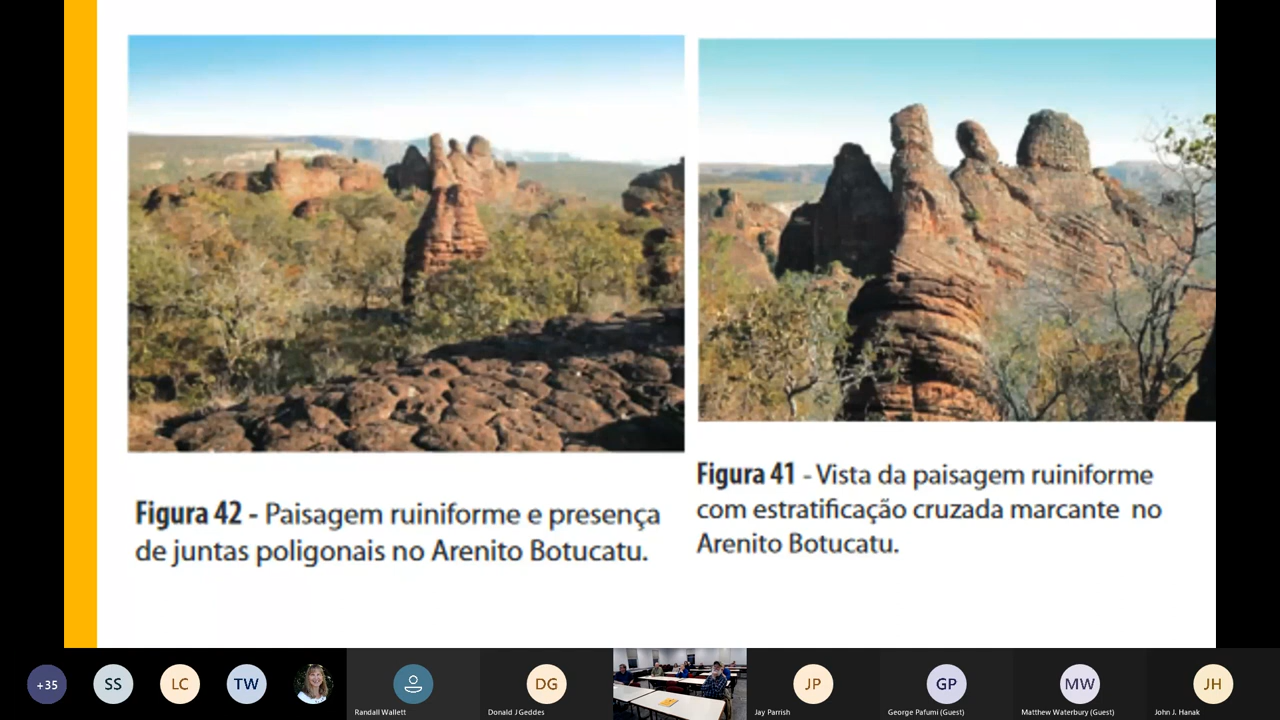 Figura 42 - Paisagem ruiniforme e presença
de juntas poligonais no Arenito Botucatu.
Figura 41 - Vista da paisagem ruiniforme
com estratificação cruzada marcante no
Arenito Botucatu.
+35
SS
LC
TW
Randall Wallett
DG
Donald J Geddes
JP
Jay Parrish
GP
George Pafumi (Guest)
MW
Matthew Waterbury (Guest)
JH
John J. Hanak